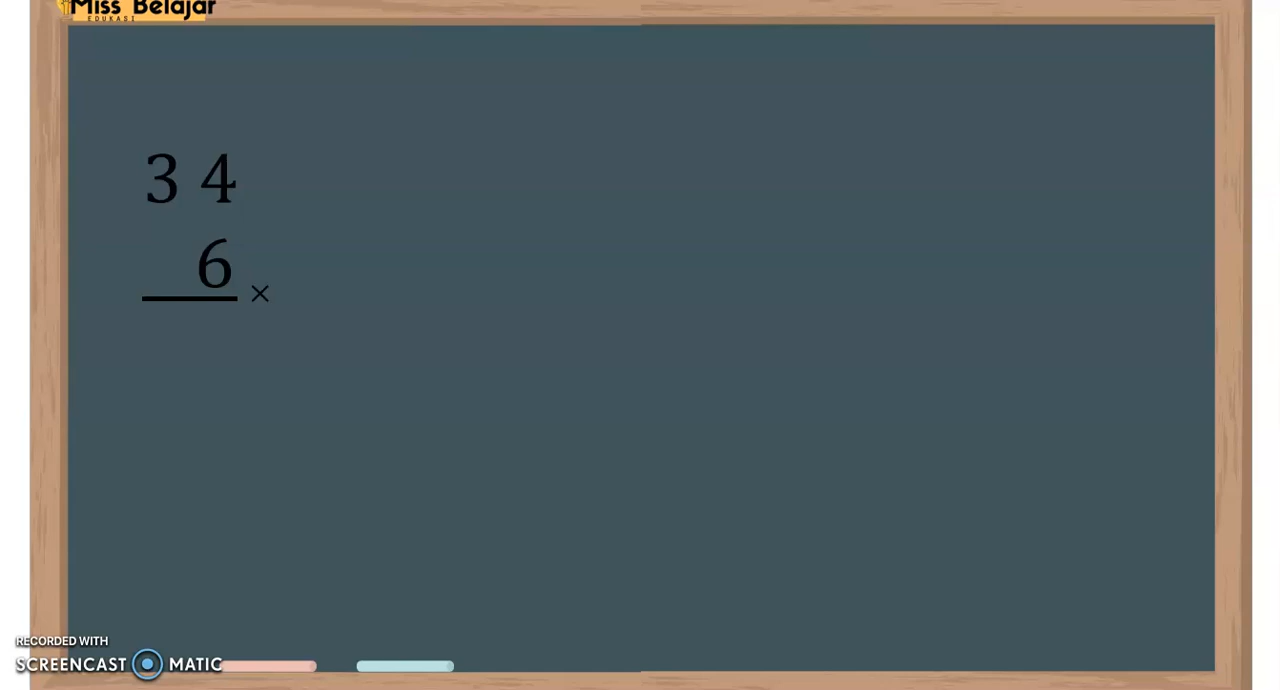 Miss Belajar
EDUKASI
3 4
6
×
RECORDED WITH
SCREENCAST MATIC